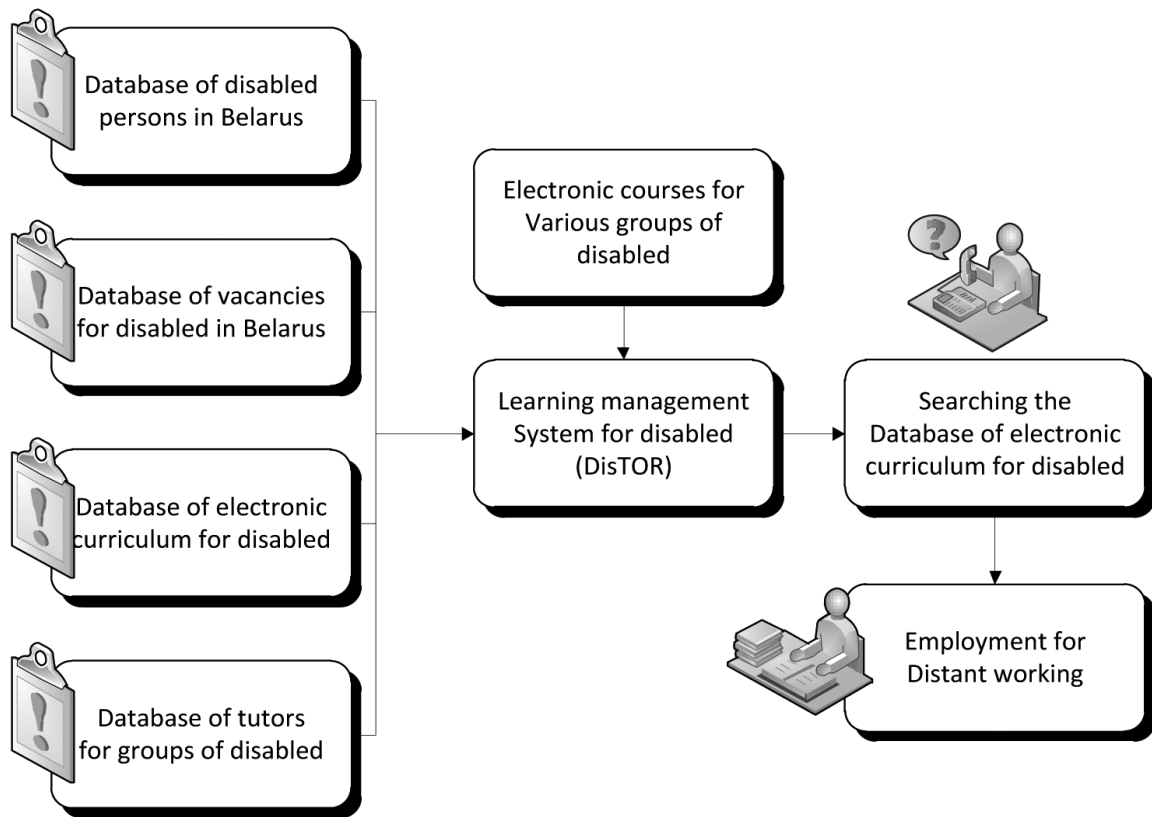 Database of disabled
persons in Belarus
Database of vacancies
for disabled in Belarus
Database of electronic
curriculum for disabled
Database of tutors
for groups of disabled
Electronic courses for
Various groups of
disabled
Learning management
System for disabled
(DisTOR)
?
Searching the
Database of electronic
curriculum for disabled
Employment for
Distant working